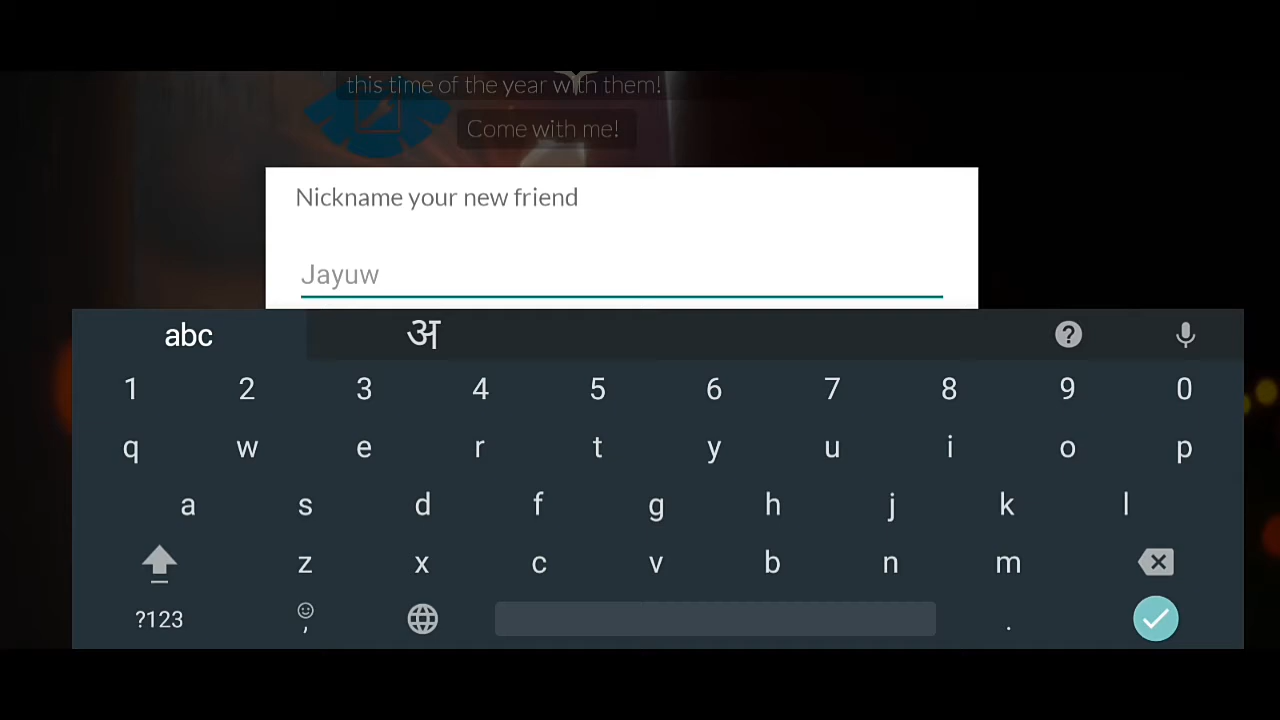 this time of the year with them!
Come with me!
Nickname your new friend
Jayuw
abc अ ?
1 2 3 4 5 6 7 8 9 0
q w e r t y u i o p
a s d f g h j k l
z x c v b n m
?123 , .